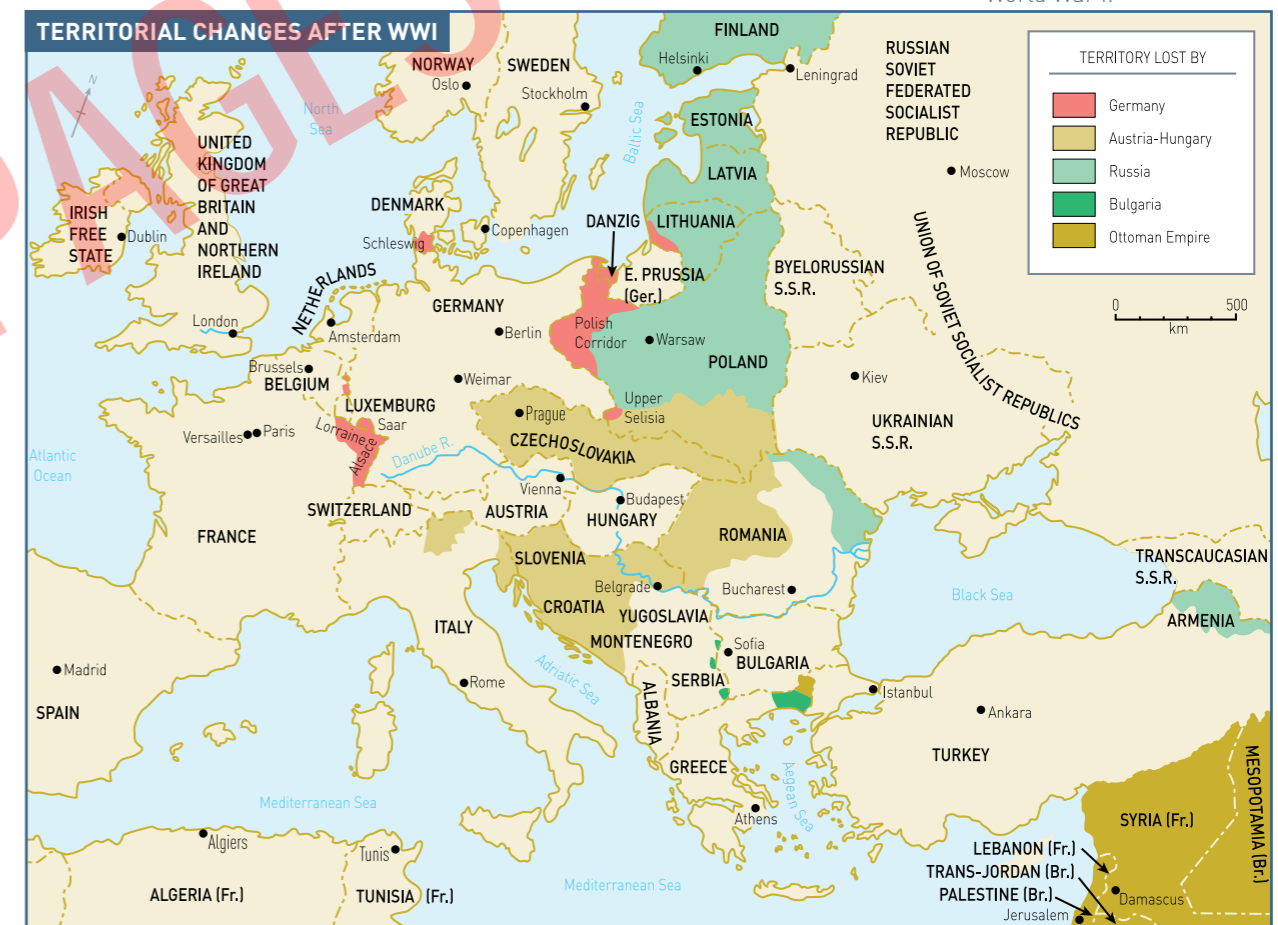 World War II
TERRITORIAL CHANGES AFTER WWI
PAGES
N
TERRITORY LOST BY
Germany
Austria-Hungary
Russia
Bulgaria
Ottoman Empire
0
500
km
FINLAND
Helsinki
NORWAY
Oslo
SWEDEN
Stockholm
Leningrad
RUSSIAN
SOVIET
FEDERATED
SOCIALIST
REPUBLIC
North
Sea
Baltic Sea
ESTONIA
UNITED
KINGDOM
OF GREAT
BRITAIN
AND
NORTHERN
IRELAND
LATVIA
Moscow
IRISH
FREE
STATE
Dublin
DENMARK
Schleswig
Copenhagen
DANZIG
LITHUANIA
UNION OF SOVIET SOCIALIST REPUBLICS
NETHERLANDS
E. PRUSSIA
(Ger.)
BYELORUSSIAN
S.S.R.
GERMANY
London
Amsterdam
Berlin
Polish
Corridor
Warsaw
POLAND
Brussels
BELGIUM
Weimar
Kiev
LUXEMBURG
Saar
Upper
Selisia
Prague
Versailles
Paris
Lorraine
Alsace
CZECHOSLOVAKIA
UKRAINIAN
S.S.R.
Atlantic
Ocean
Danube R.
Vienna
Budapest
SWITZERLAND
AUSTRIA
HUNGARY
FRANCE
ROMANIA
SLOVENIA
TRANSCAUCASIAN
S.S.R.
Belgrade
Bucharest
Black Sea
CROATIA
YUGOSLAVIA
ARMENIA
ITALY
MONTENEGRO
Sofia
BULGARIA
Madrid
Adriatic Sea
SERBIA
Rome
Istanbul
SPAIN
ALBANIA
Ankara
TURKEY
GREECE
Aegean Sea
MESOPOTAMIA (Br.)
Mediterranean Sea
Athens
SYRIA (Fr.)
Algiers
Tunis
LEBANON (Fr.)
TRANS-JORDAN (Br.)
PALESTINE (Br.)
Damascus
Jerusalem
ALGERIA (Fr.)
TUNISIA (Fr.)
Mediterranean Sea